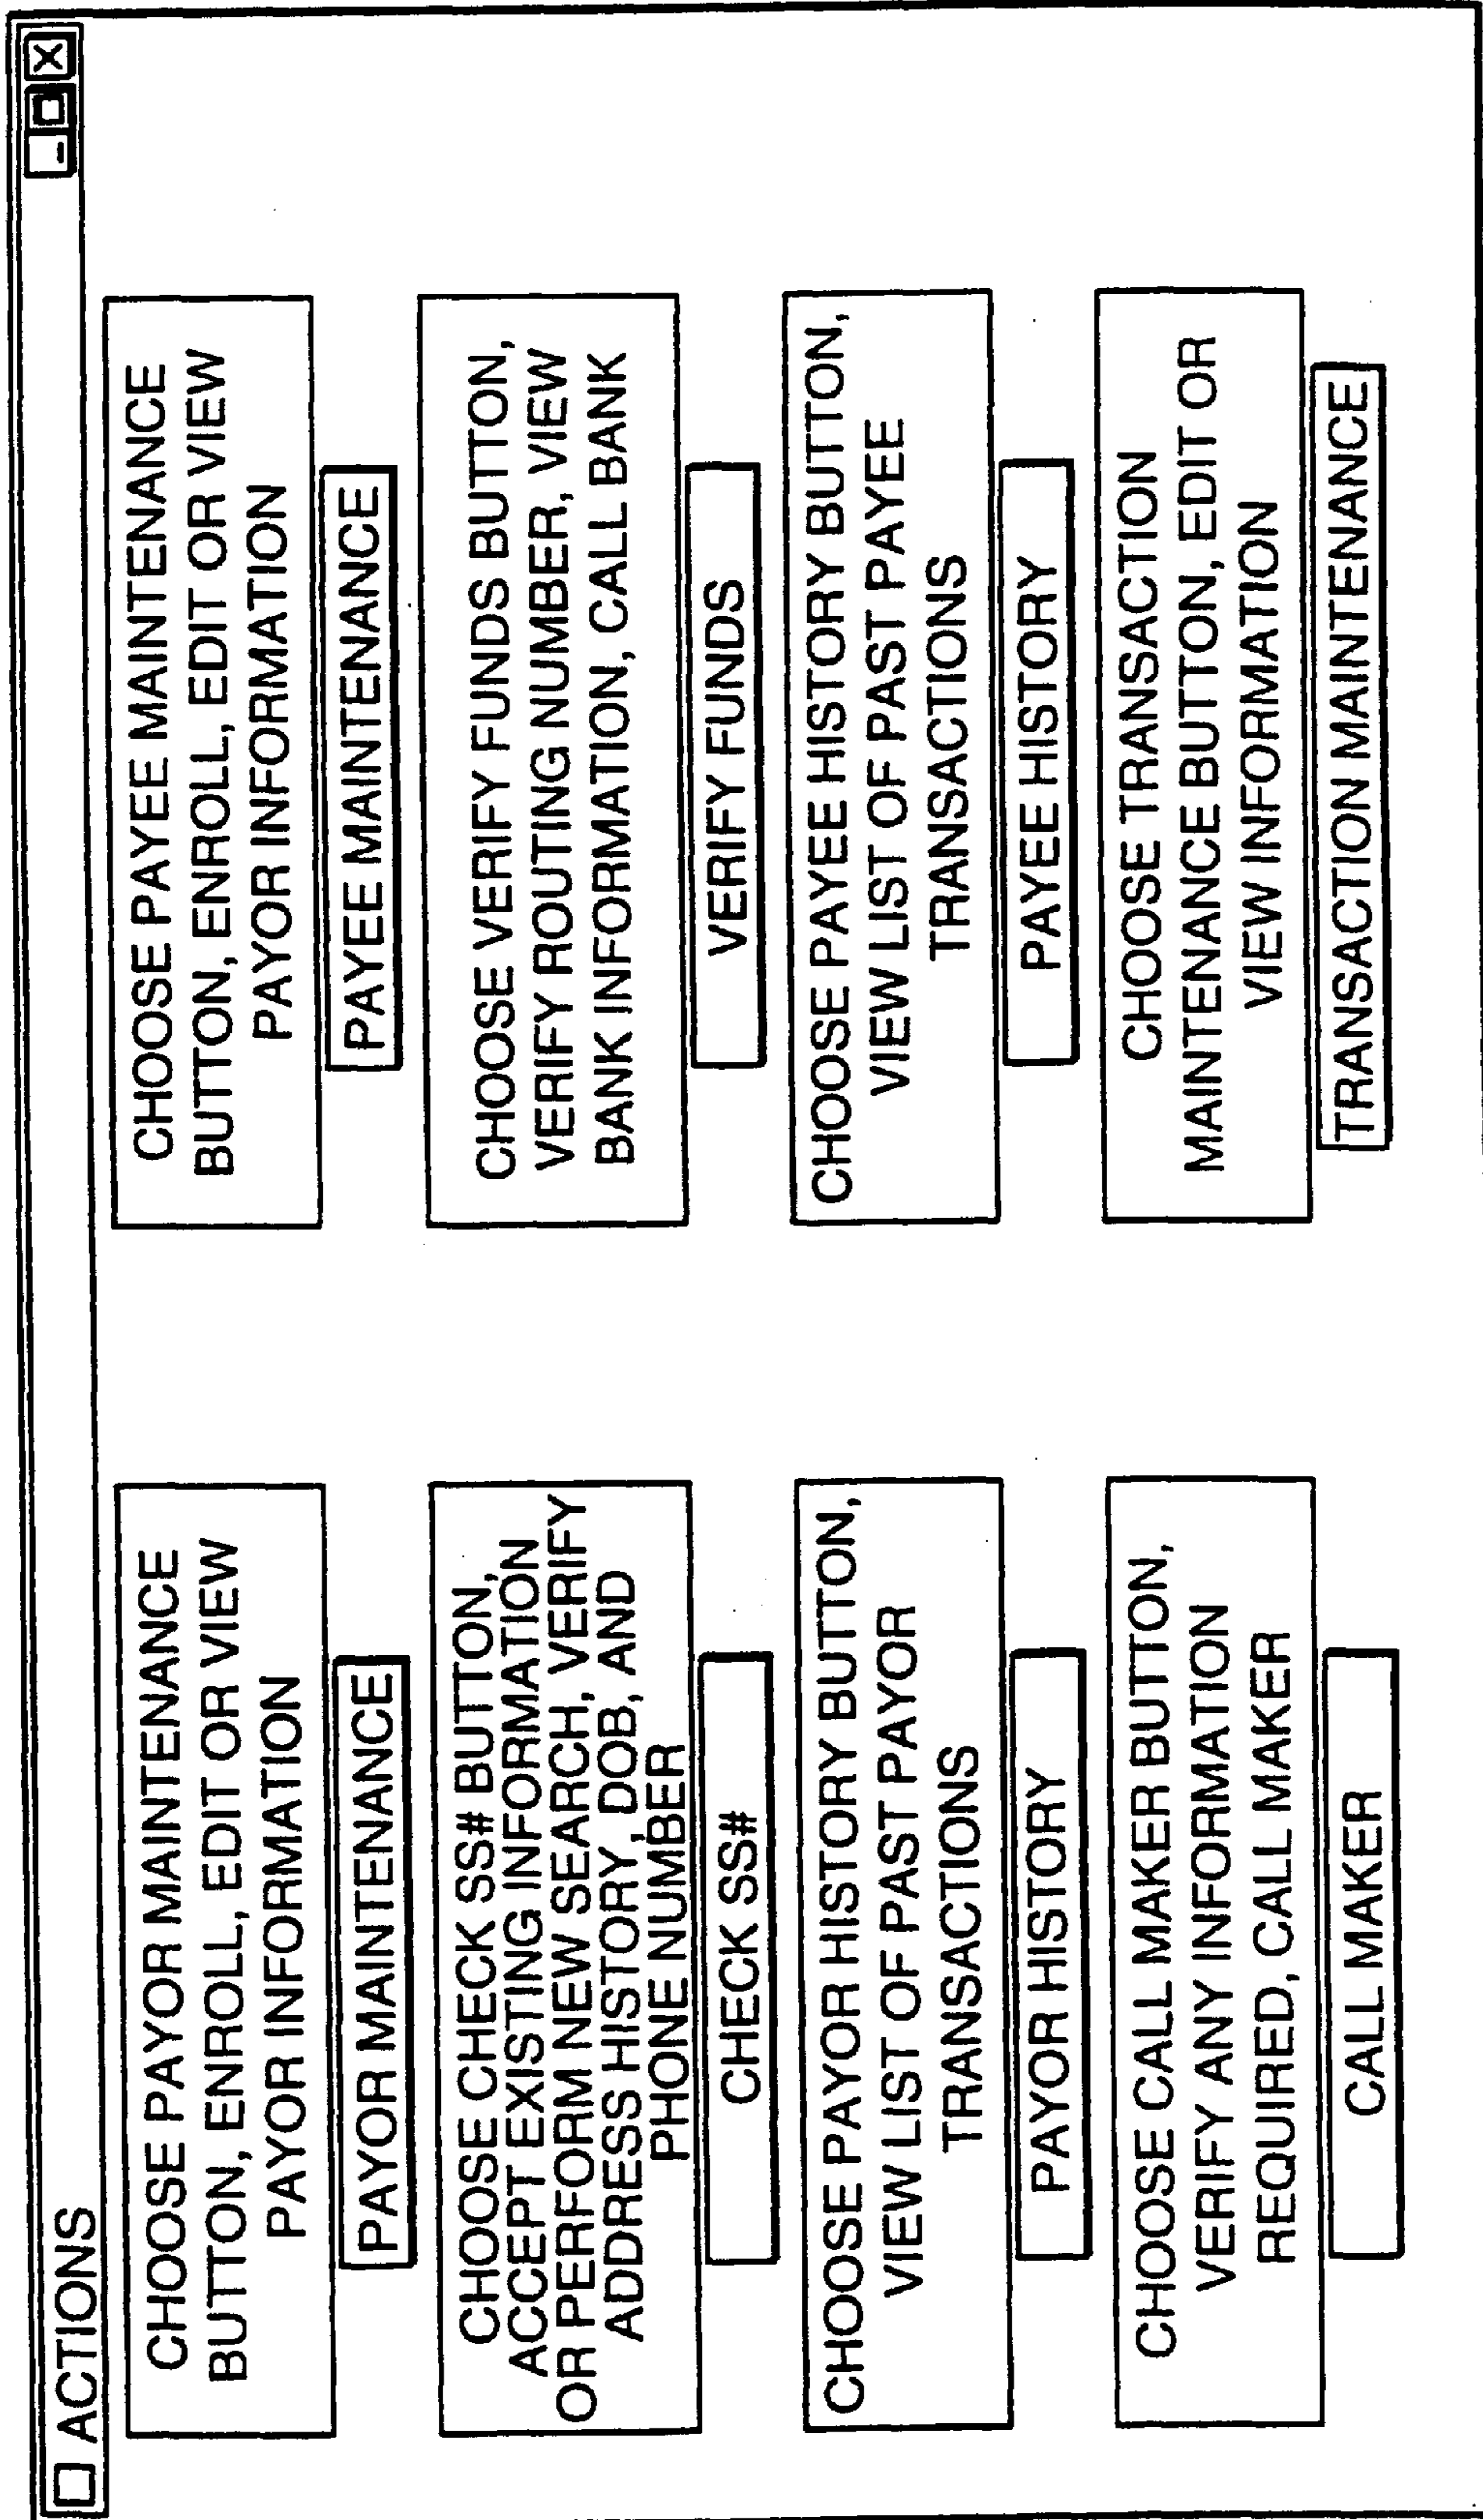 ACTIONS
CHOOSE PAYOR MAINTENANCE
BUTTON, ENROLL, EDIT OR VIEW
PAYOR INFORMATION
PAYOR MAINTENANCE
CHOOSE CHECK SS# BUTTON,
ACCEPT EXISTING INFORMATION
OR PERFORM NEW SEARCH, VERIFY
ADDRESS HISTORY, DOB, AND
PHONE NUMBER
CHECK SS#
CHOOSE PAYOR HISTORY BUTTON,
VIEW LIST OF PAST PAYOR
TRANSACTIONS
PAYOR HISTORY
CHOOSE CALL MAKER BUTTON,
VERIFY ANY INFORMATION
REQUIRED, CALL MAKER
CALL MAKER
CHOOSE PAYEE MAINTENANCE
BUTTON, ENROLL, EDIT OR VIEW
PAYOR INFORMATION
PAYEE MAINTENANCE
CHOOSE VERIFY FUNDS BUTTON,
VERIFY ROUTING NUMBER, VIEW
BANK INFORMATION, CALL BANK
VERIFY FUNDS
CHOOSE PAYEE HISTORY BUTTON,
VIEW LIST OF PAST PAYEE
TRANSACTIONS
PAYEE HISTORY
CHOOSE TRANSACTION
MAINTENANCE BUTTON, EDIT OR
VIEW INFORMATION
TRANSACTION MAINTENANCE